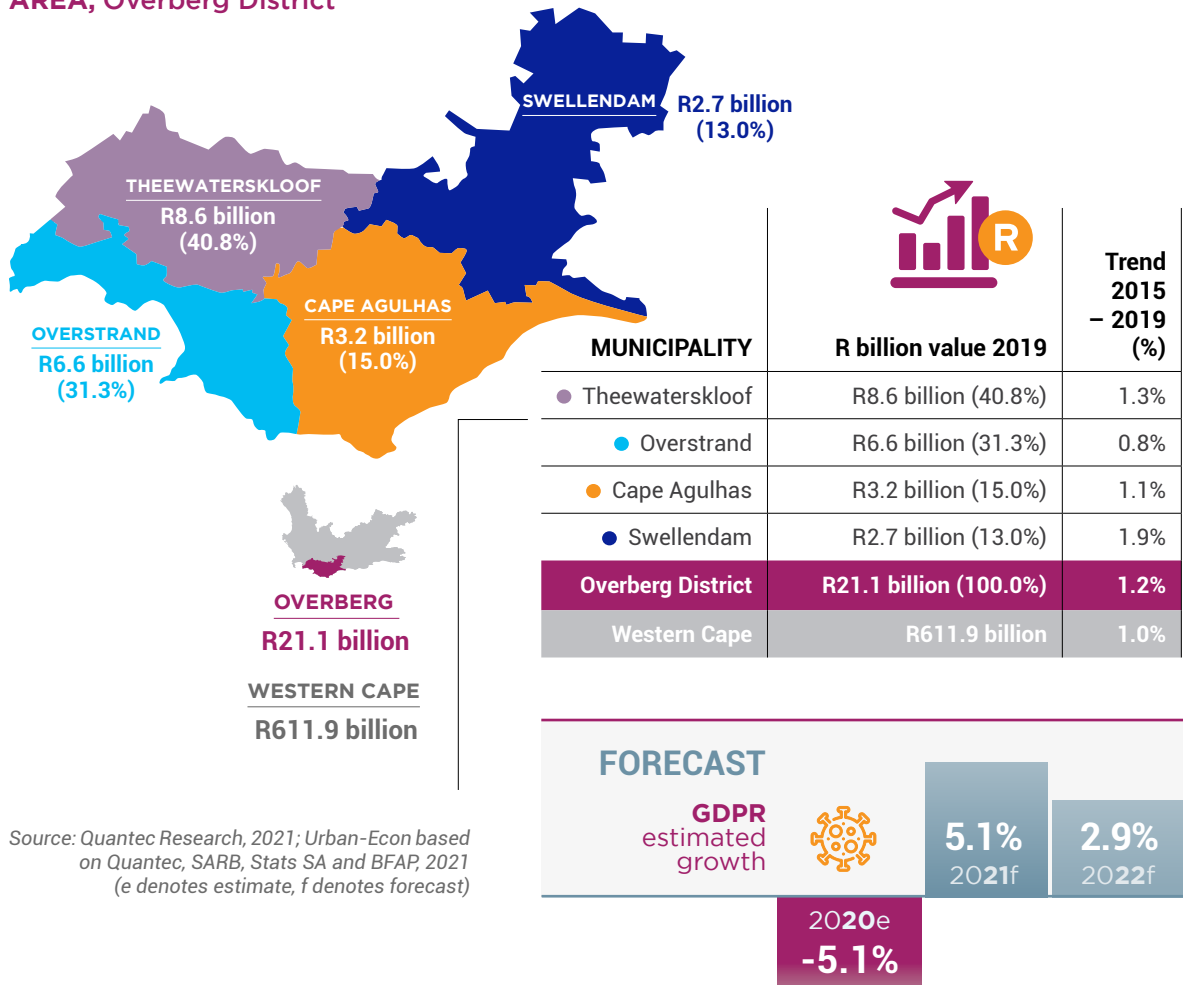 AREA, Overberg District
SWELLENDAM
R2.7 billion
(13.0%)
THEEWATERSKLOOF
R8.6 billion
(40.8%)
CAPE AGULHAS
R3.2 billion
(15.0%)
OVERSTRAND
R6.6 billion
(31.3%)
OVERBERG
R21.1 billion
WESTERN CAPE
R611.9 billion
R
MUNICIPALITY R billion value 2019 Trend
2015
– 2019
(%)
Theewaterskloof R8.6 billion (40.8%) 1.3%
Overstrand R6.6 billion (31.3%) 0.8%
Cape Agulhas R3.2 billion (15.0%) 1.1%
Swellendam R2.7 billion (13.0%) 1.9%
Overberg District R21.1 billion (100.0%) 1.2%
Western Cape R611.9 billion 1.0%
FORECAST
GDPR
estimated
growth
2020e
-5.1%
5.1%
2021f
2.9%
2022f
Source: Quantec Research, 2021; Urban-Econ based
on Quantec, SARB, Stats SA and BFAP, 2021
(e denotes estimate, f denotes forecast)